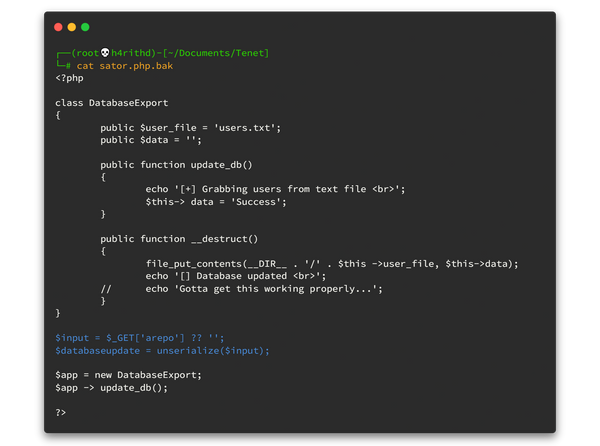 ┌──(root💀h4rithd)-[~/Documents/Tenet]
└─# cat sator.php.bak
<?php
class DatabaseExport
{
public $user_file = 'users.txt';
public $data = '';
public function update_db()
{
echo '[+] Grabbing users from text file <br>';
$this-> data = 'Success';
}
public function __destruct()
{
file_put_contents(__DIR__ . '/' . $this ->user_file, $this->data);
echo '[] Database updated <br>';
// echo 'Gotta get this working properly...';
}
}
$input = $_GET['arepo'] ?? '';
$databaseupdate = unserialize($input);
$app = new DatabaseExport;
$app -> update_db();
?>